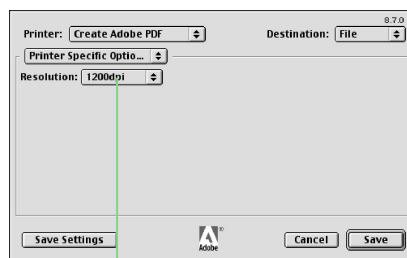 8.7.0
Printer: Create Adobe PDF Destination: File
Printer Specific Optio...
Resolution: 1200dpi
Save Settings Adobe ® Cancel Save